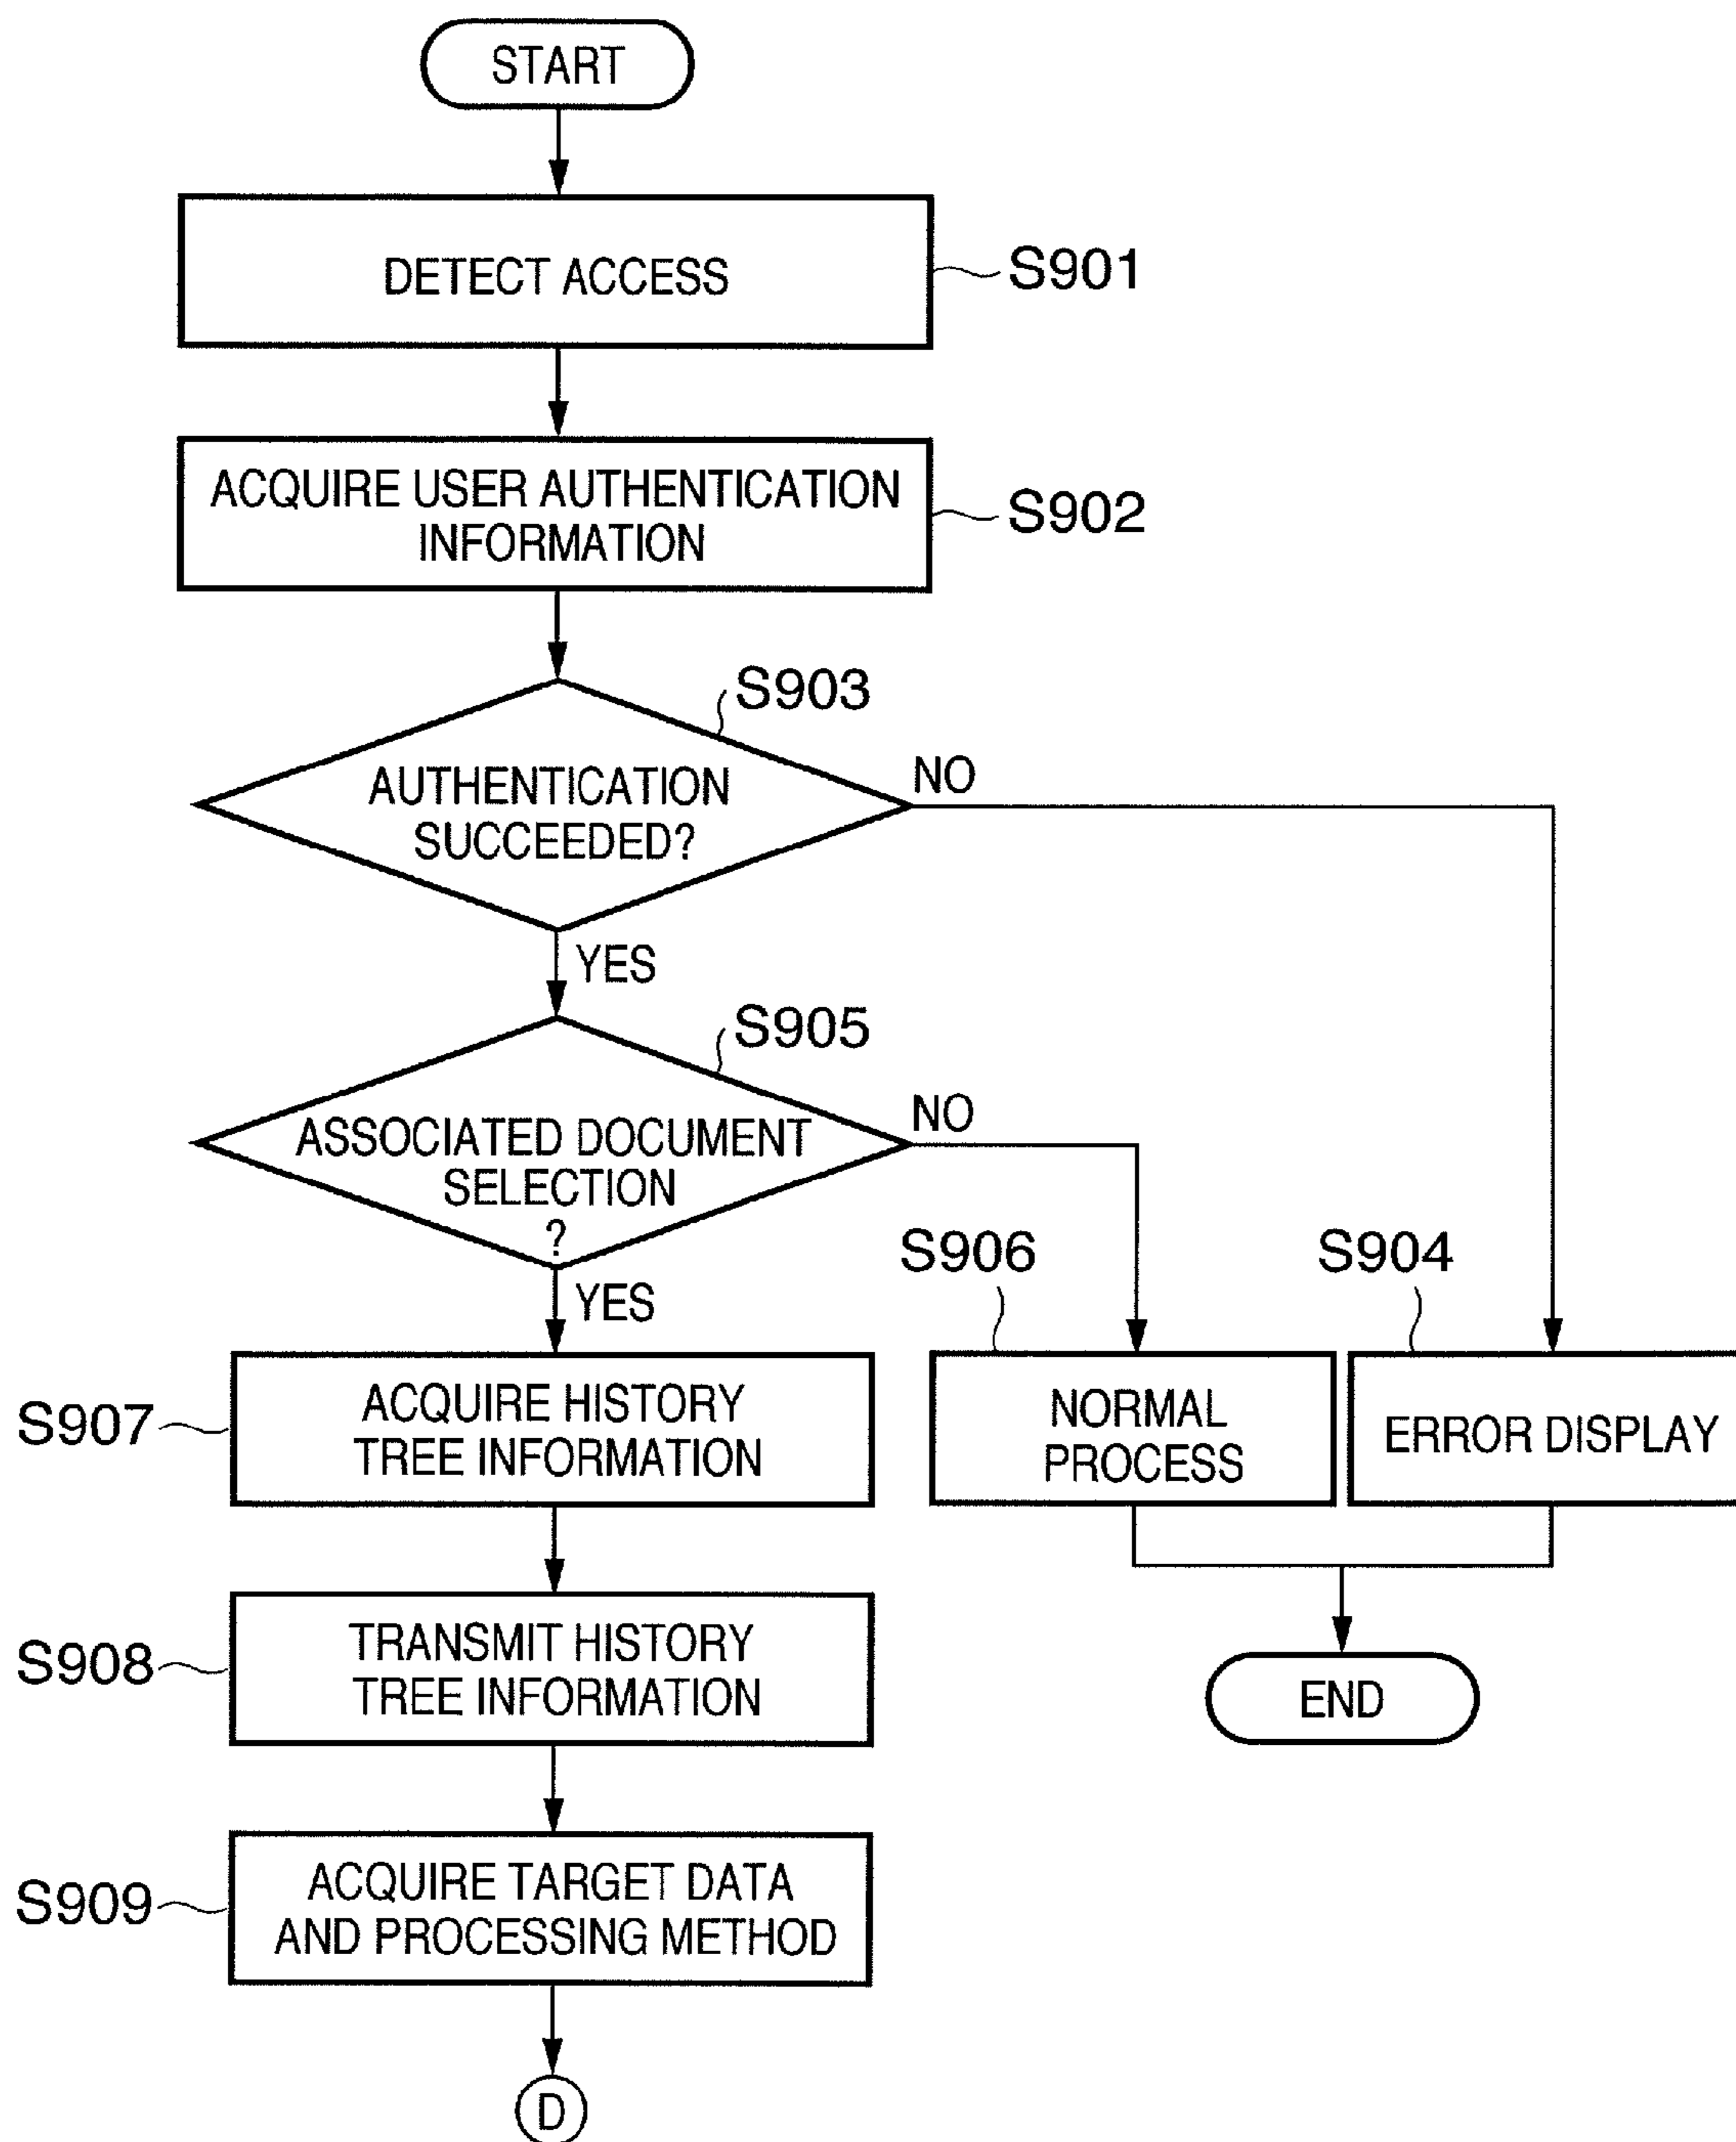 START
DETECT ACCESS
S901
ACQUIRE USER AUTHENTICATION
INFORMATION
S902
S903
AUTHENTICATION
SUCCEEDED?
NO
YES
S905
ASSOCIATED DOCUMENT
SELECTION
?
NO
YES
S906
S904
S907
ACQUIRE HISTORY
TREE INFORMATION
NORMAL
PROCESS
ERROR DISPLAY
S908
TRANSMIT HISTORY
TREE INFORMATION
END
S909
ACQUIRE TARGET DATA
AND PROCESSING METHOD
D